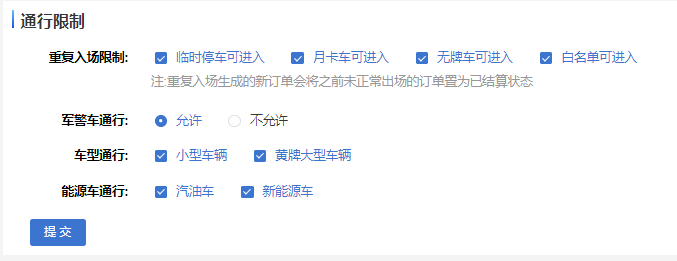 通行限制
重复入场限制: 临时停车可进入 月卡车可进入 无牌车可进入 白名单可进入
注:重复入场生成的新订单会将之前未正常出场的订单置为已结算状态
军警车通行: 允许 不允许
车型通行: 小型车辆 黄牌大型车辆
能源车通行: 汽油车 新能源车
提交